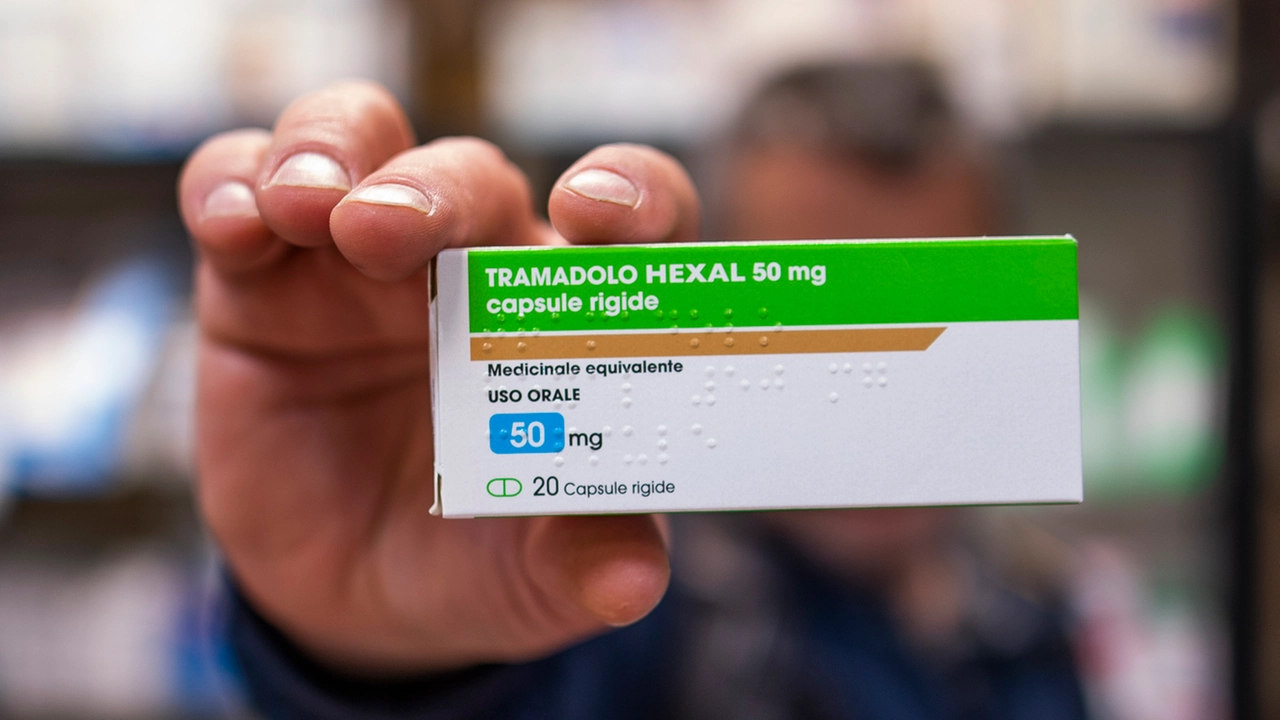 TRAMADOLO HEXAL 50 mg
capsule rigide
Medicinale equivalente
USO ORALE
50 mg
20 Capsule rigide